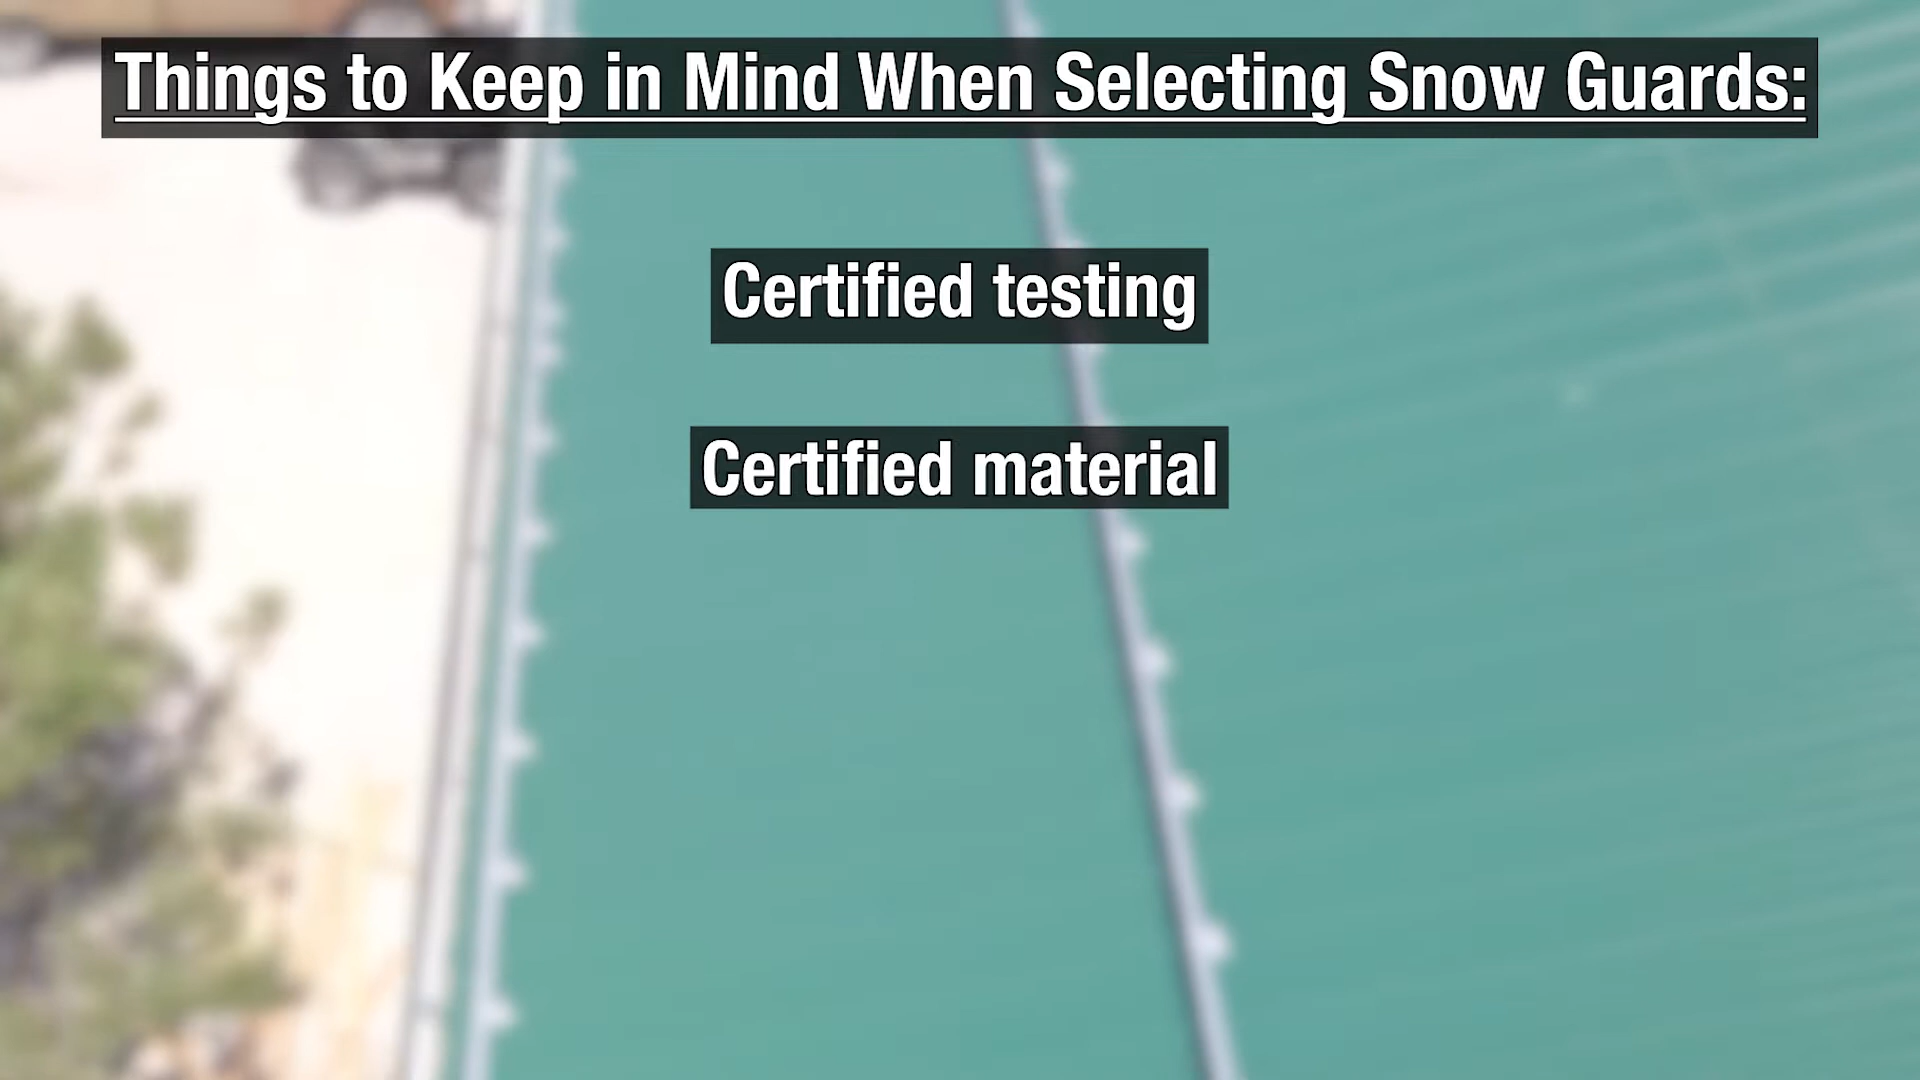 Things to Keep in Mind When Selecting Snow Guards:
Certified testing
Certified material